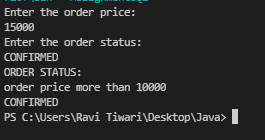 Enter the order price:
15000
Enter the order status:
CONFIRMED
ORDER STATUS:
order price more than 10000
CONFIRMED
PS C:\Users\Ravi Tiwari\Desktop\Java>